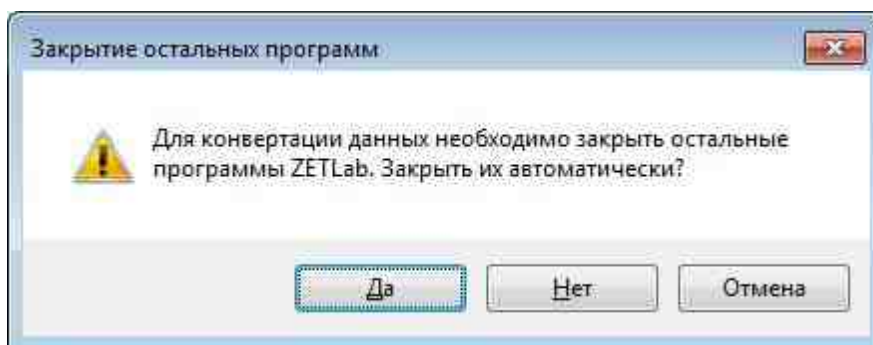 Закрытие остальных программ
Для конвертации данных необходимо закрыть остальные
программы ZETLab. Закрыть их автоматически?
Да Нет Отмена